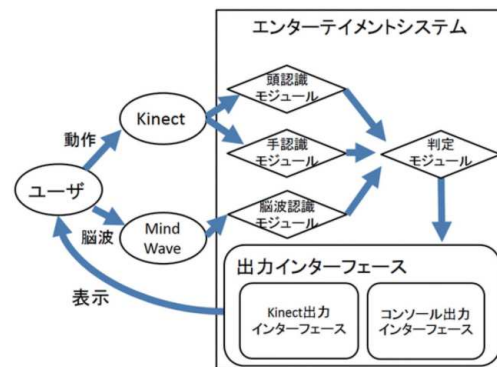 エンターテイメントシステム
頭認識
モジュール
Kinect
動作
手認識
モジュール
判定
モジュール
ユーザ
脳波
Mind
Wave
脳波認識
モジュール
出力インターフェース
表示
Kinect出力
インターフェース
コンソール出力
インターフェース